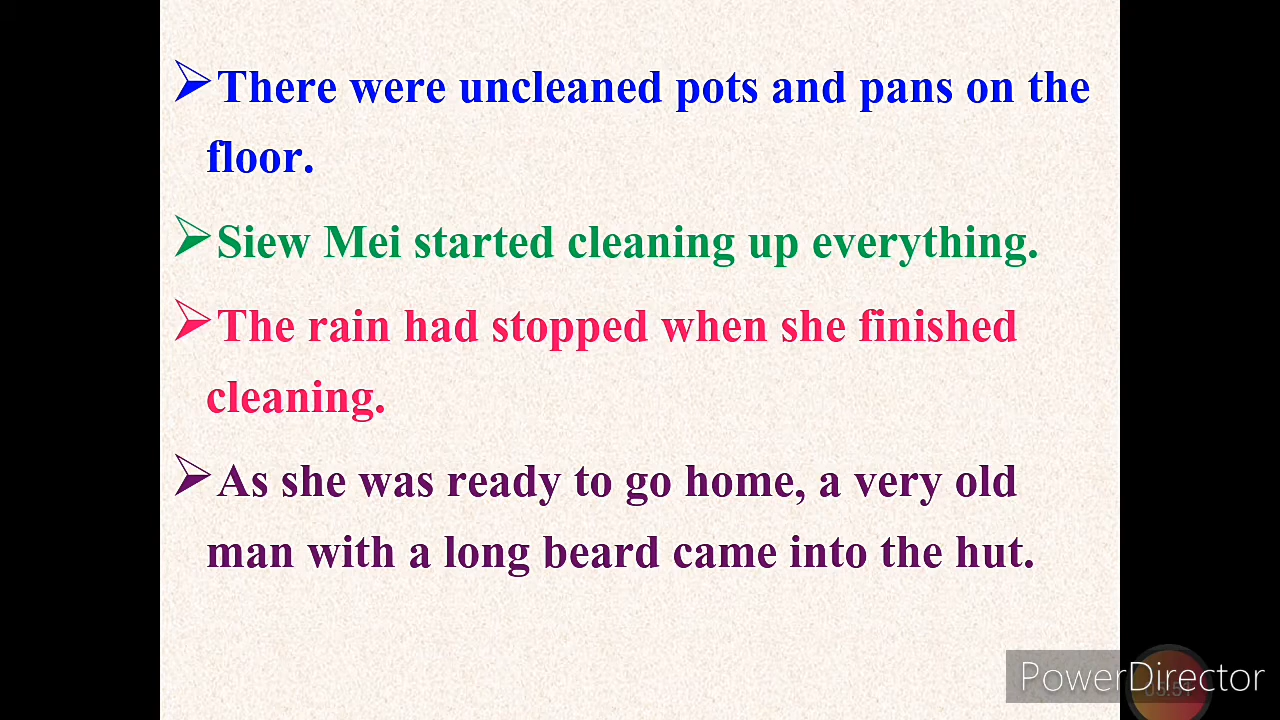 ➢There were uncleaned pots and pans on the
floor.
➢Siew Mei started cleaning up everything.
➢The rain had stopped when she finished
cleaning.
➢As she was ready to go home, a very old
man with a long beard came into the hut.
PowerDirector